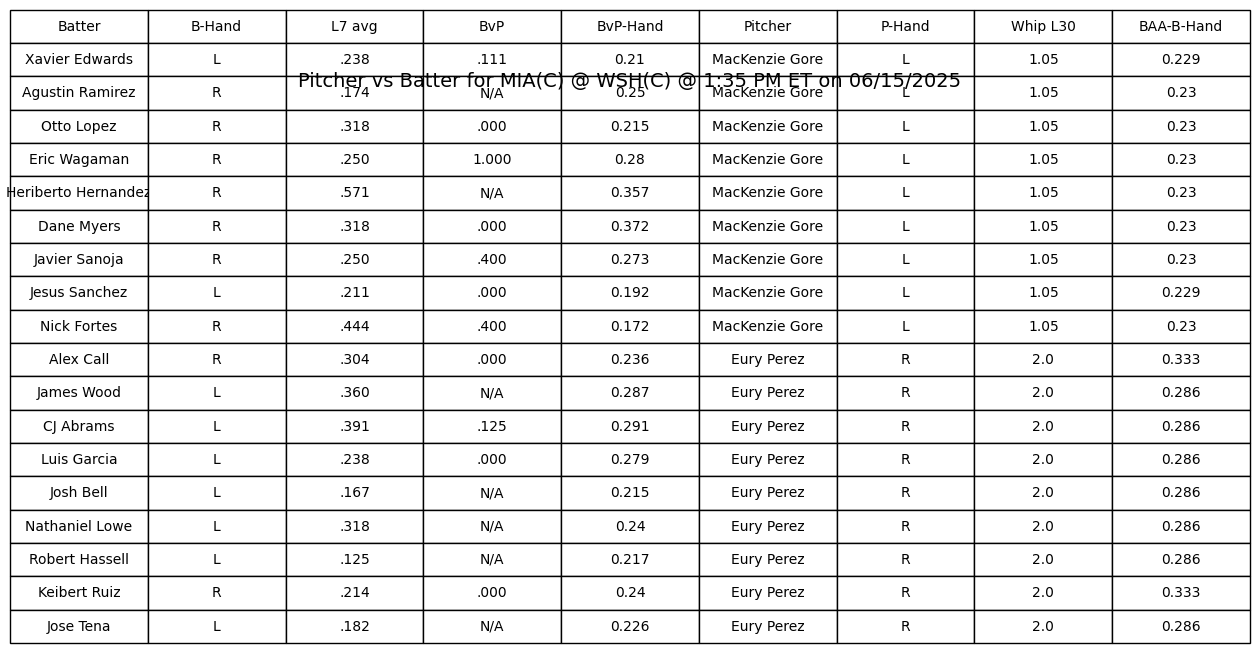 Batter B-Hand L7 avg BvP BvP-Hand Pitcher P-Hand Whip L30 BAA-B-Hand
Xavier Edwards L .238 .111 0.21 MacKenzie Gore L 1.05 0.229
Pitcher vs Batter for MIA(C) @ WSH(C) @ 1:35 PM ET on 06/15/2025
Agustin Ramirez R .174 N/A 0.25 MacKenzie Gore L 1.05 0.23
Otto Lopez R .318 .000 0.215 MacKenzie Gore L 1.05 0.23
Eric Wagaman R .250 1.000 0.28 MacKenzie Gore L 1.05 0.23
Heriberto Hernandez R .571 N/A 0.357 MacKenzie Gore L 1.05 0.23
Dane Myers R .318 .000 0.372 MacKenzie Gore L 1.05 0.23
Javier Sanoja R .250 .400 0.273 MacKenzie Gore L 1.05 0.23
Jesus Sanchez L .211 .000 0.192 MacKenzie Gore L 1.05 0.229
Nick Fortes R .444 .400 0.172 MacKenzie Gore L 1.05 0.23
Alex Call R .304 .000 0.236 Eury Perez R 2.0 0.333
James Wood L .360 N/A 0.287 Eury Perez R 2.0 0.286
CJ Abrams L .391 .125 0.291 Eury Perez R 2.0 0.286
Luis Garcia L .238 .000 0.279 Eury Perez R 2.0 0.286
Josh Bell L .167 N/A 0.215 Eury Perez R 2.0 0.286
Nathaniel Lowe L .318 N/A 0.24 Eury Perez R 2.0 0.286
Robert Hassell L .125 N/A 0.217 Eury Perez R 2.0 0.286
Keibert Ruiz R .214 .000 0.24 Eury Perez R 2.0 0.333
Jose Tena L .182 N/A 0.226 Eury Perez R 2.0 0.286